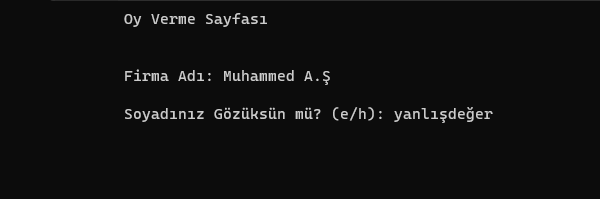 Oy Verme Sayfası
Firma Adı: Muhammed A.Ş
Soyadınız Gözüksün mü? (e/h): yanlışdeğer